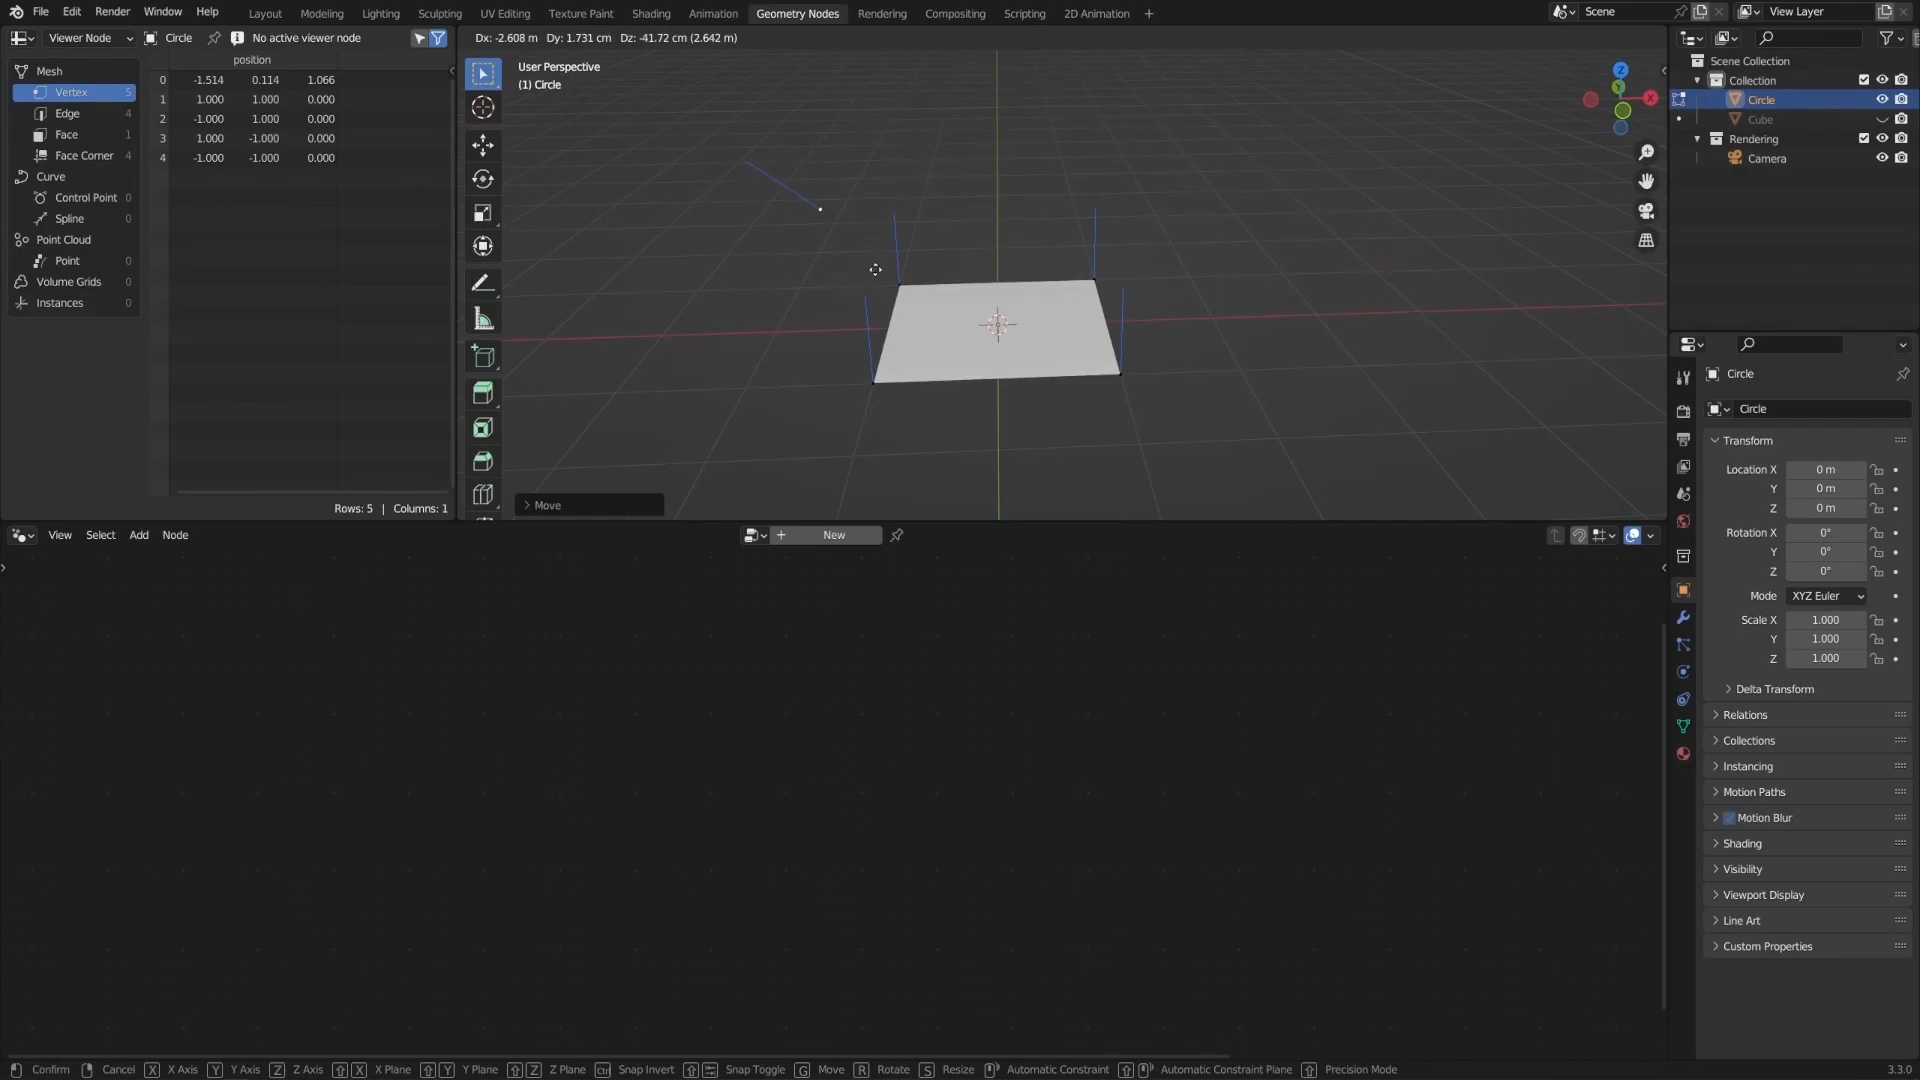 File Edit Render Window Help Layout Modeling Lighting Sculpting UV Editing Texture Paint Shading Animation Geometry Nodes Rendering Compositing Scripting 2D Animation + Scene View Layer
Viewer Node Circle No active viewer node
Dx: -2.608 m Dy: 1.731 cm Dz: -41.72 cm (2.642 m)
position
Mesh
Vertex 5
Edge 4
Face 1
Face Corner 4
Curve
Control Point 0
Spline 0
Point Cloud
Point 0
Volume Grids 0
Instances 0
0 -1.514 0.114 1.066
1 1.000 1.000 0.000
2 -1.000 1.000 0.000
3 1.000 -1.000 0.000
4 -1.000 -1.000 0.000
Rows: 5 | Columns: 1
User Perspective
(1) Circle
Z
Y
X
> Move
Scene Collection
Collection
Circle
Cube
Rendering
Camera
Circle
Circle
Transform
Location X 0 m
Y 0 m
Z 0 m
Rotation X 0°
Y 0°
Z 0°
Mode XYZ Euler
Scale X 1.000
Y 1.000
Z 1.000
Delta Transform
Relations
Collections
Instancing
Motion Paths
Motion Blur
Shading
Visibility
Viewport Display
Line Art
Custom Properties
View Select Add Node + New
Confirm Cancel X X Axis Y Y Axis Z Z Axis X X Plane Y Y Plane Z Z Plane Ctrl Snap Invert Snap Toggle G Move R Rotate S Resize Automatic Constraint Automatic Constraint Plane Precision Mode 3.3.0